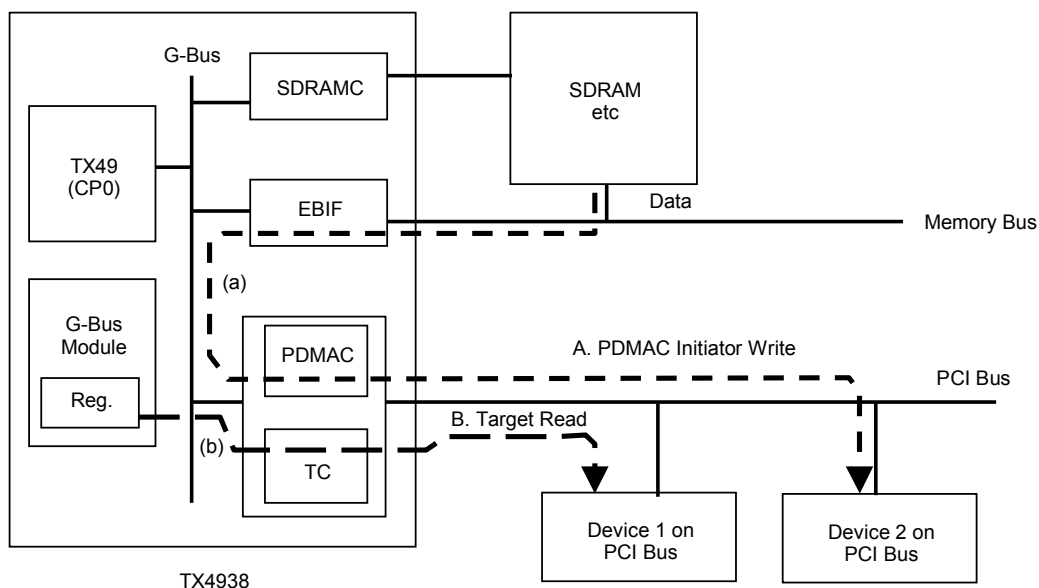 G-Bus
SDRAMC
SDRAM
etc
TX49
(CP0)
EBIF
Data
Memory Bus
(a)
G-Bus
Module
PDMAC
A. PDMAC Initiator Write
PCI Bus
Reg.
B. Target Read
(b)
TC
Device 1 on
PCI Bus
Device 2 on
PCI Bus
TX4938